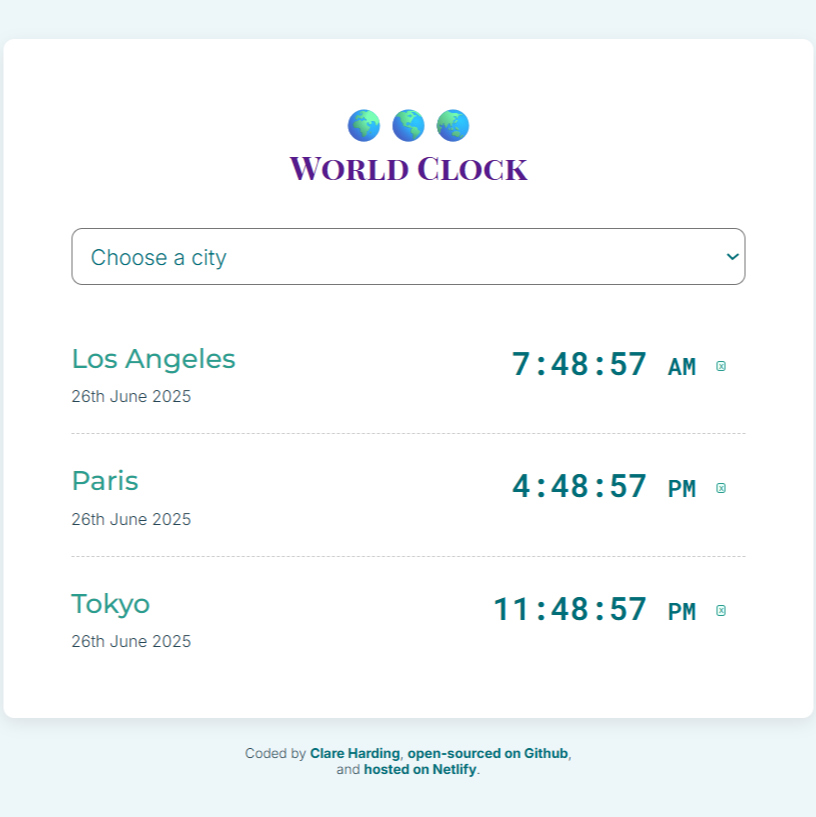 World Clock
Choose a city
Los Angeles 7:48:57 AM x
26th June 2025
Paris 4:48:57 PM x
26th June 2025
Tokyo 11:48:57 PM x
26th June 2025
Coded by Clare Harding, open-sourced on Github,
and hosted on Netlify.